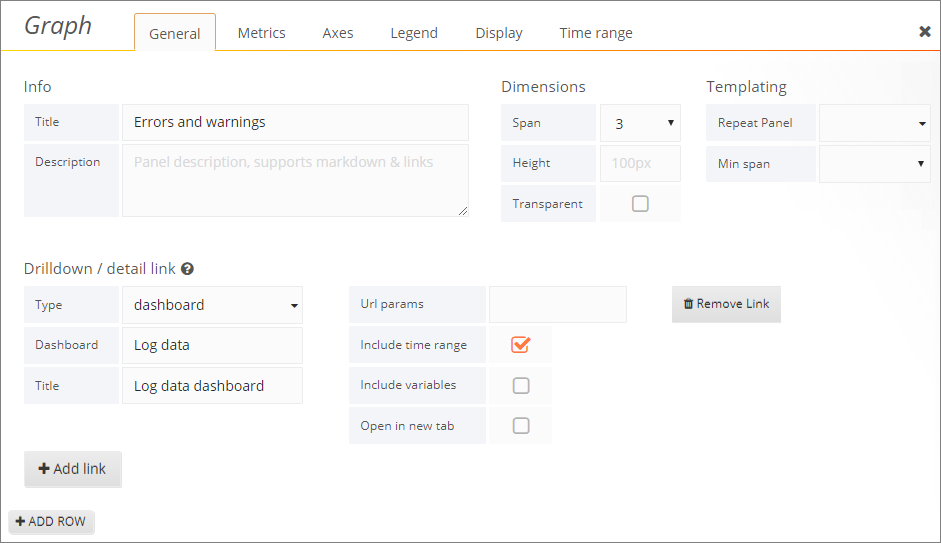 Graph
General Metrics Axes Legend Display Time range
Info
Title Errors and warnings
Description Panel description, supports markdown & links
Dimensions
Span 3
Height 100px
Transparent
Templating
Repeat Panel
Min span
Drilldown / detail link
Type dashboard
Dashboard Log data
Title Log data dashboard
Url params
Include time range
Include variables
Open in new tab
Remove Link
Add link
ADD ROW